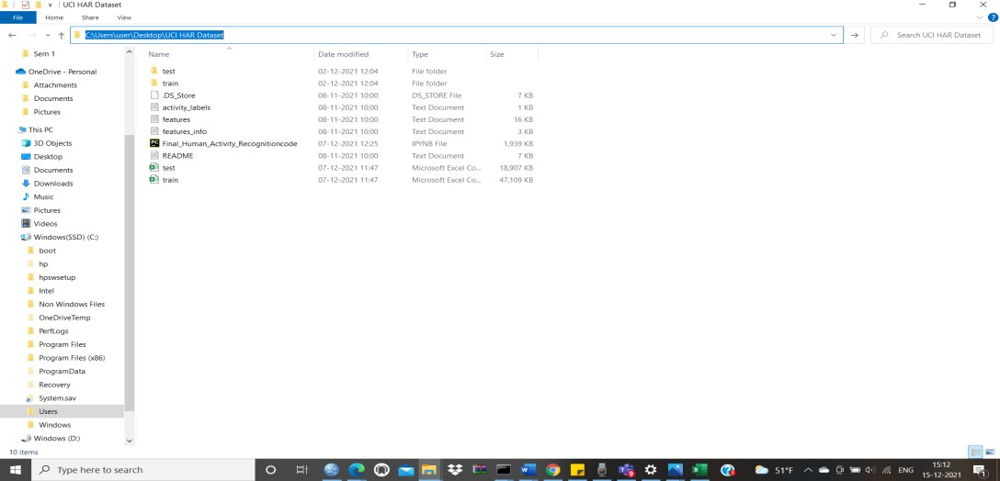 UCI HAR Dataset
File Home Share View
C:\Users\user\Desktop\UCI HAR Dataset
Search UCI HAR Dataset
Name Date modified Type Size
test 02-12-2021 12:04 File folder
train 02-12-2021 12:04 File folder
.DS_Store 08-11-2021 10:00 DS_STORE File 7 KB
activity_labels 08-11-2021 10:00 Text Document 1 KB
features 08-11-2021 10:00 Text Document 16 KB
features_info 08-11-2021 10:00 Text Document 3 KB
Final_Human_Activity_Recognitioncode 07-12-2021 12:25 IPYNB File 1,939 KB
README 08-11-2021 10:00 Text Document 7 KB
test 07-12-2021 11:47 Microsoft Excel Co... 18,907 KB
train 07-12-2021 11:47 Microsoft Excel Co... 47,109 KB
Sem 1
OneDrive - Personal
Attachments
Documents
Pictures
This PC
3D Objects
Desktop
Documents
Downloads
Music
Pictures
Videos
Windows(SSD) (C:)
boot
hp
hpswsetup
Intel
Non Windows Files
OneDriveTemp
PerfLogs
Program Files
Program Files (x86)
ProgramData
Recovery
System.sav
Users
Windows
Windows (D:)
10 items
Type here to search
51°F
ENG
15:12
15-12-2021